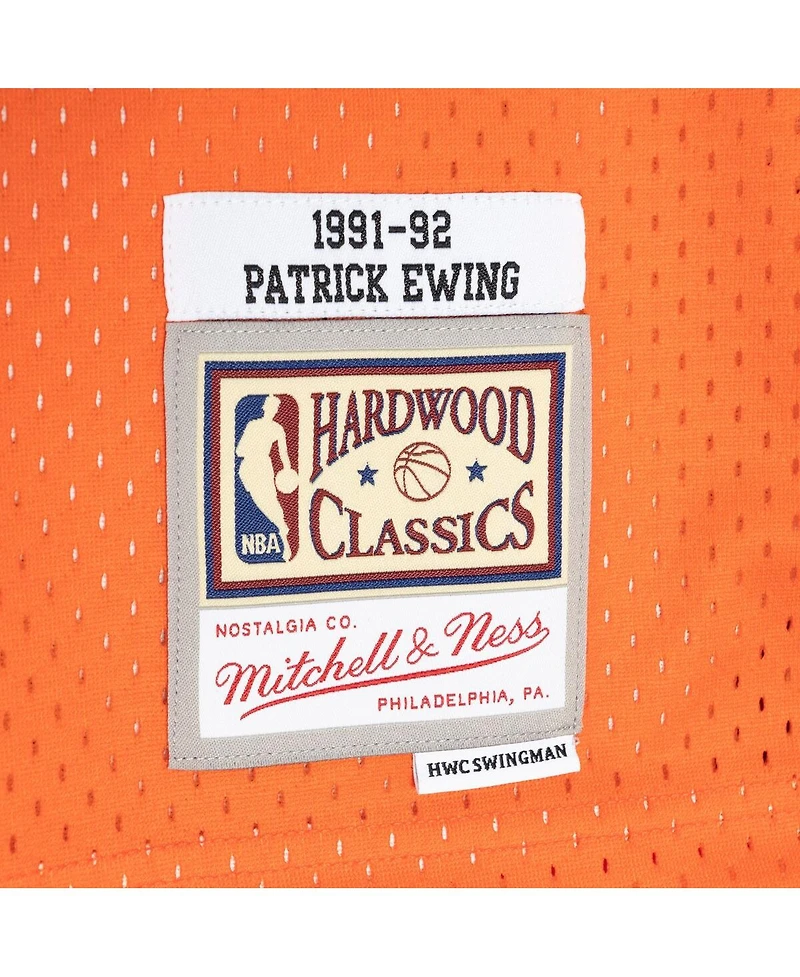 1991-92
PATRICK EWING
HARDWOOD
CLASSICS
NBA
NOSTALGIA CO.
Mitchell & Ness
PHILADELPHIA, PA.
HWC SWINGMAN